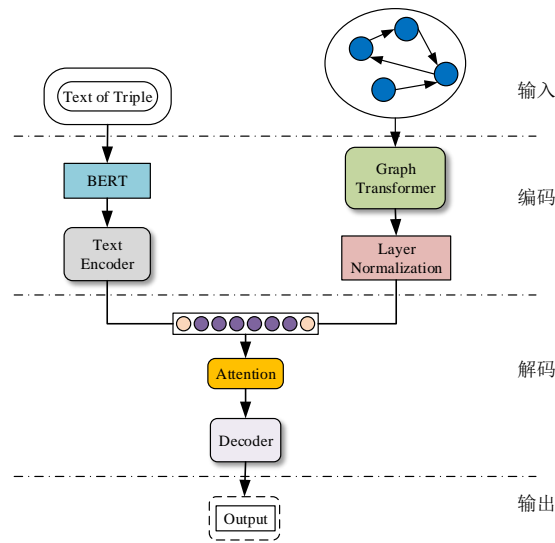 Text of Triple
输入
BERT
Graph
Transformer
编码
Text
Encoder
Layer
Normalization
Attention
解码
Decoder
Output
输出